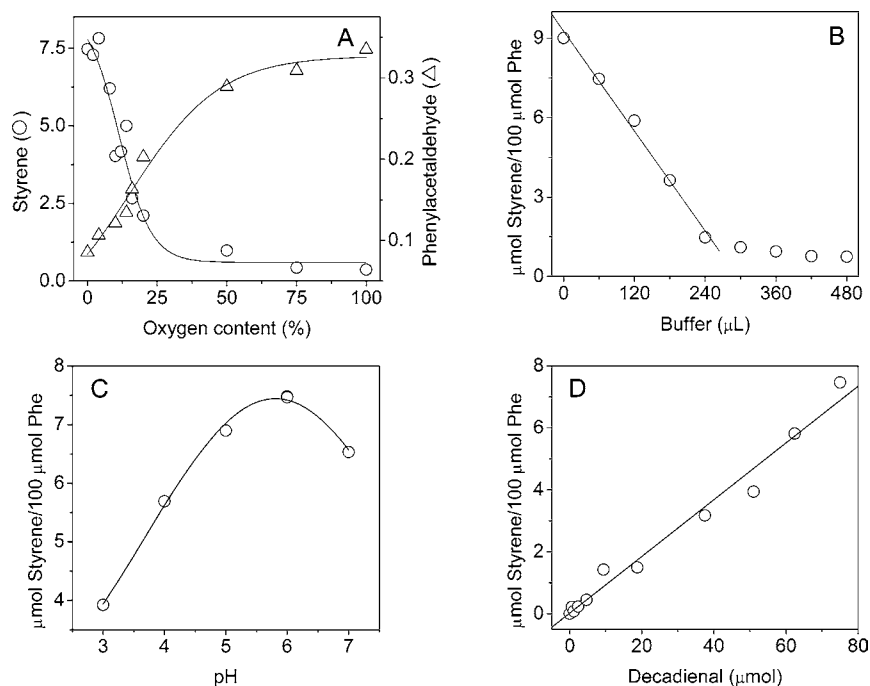 A
Styrene (○)
7.5
5.0
2.5
0.0
0 25 50 75 100
Oxygen content (%)
0.3
0.2
0.1
Phenylacetaldehyde (△)
B
μmol Styrene/100 μmol Phe
9
6
3
0
0 120 240 360 480
Buffer (μL)
C
μmol Styrene/100 μmol Phe
8
7
6
5
4
3 4 5 6 7
pH
D
μmol Styrene/100 μmol Phe
8
6
4
2
0
0 20 40 60 80
Decadienal (μmol)